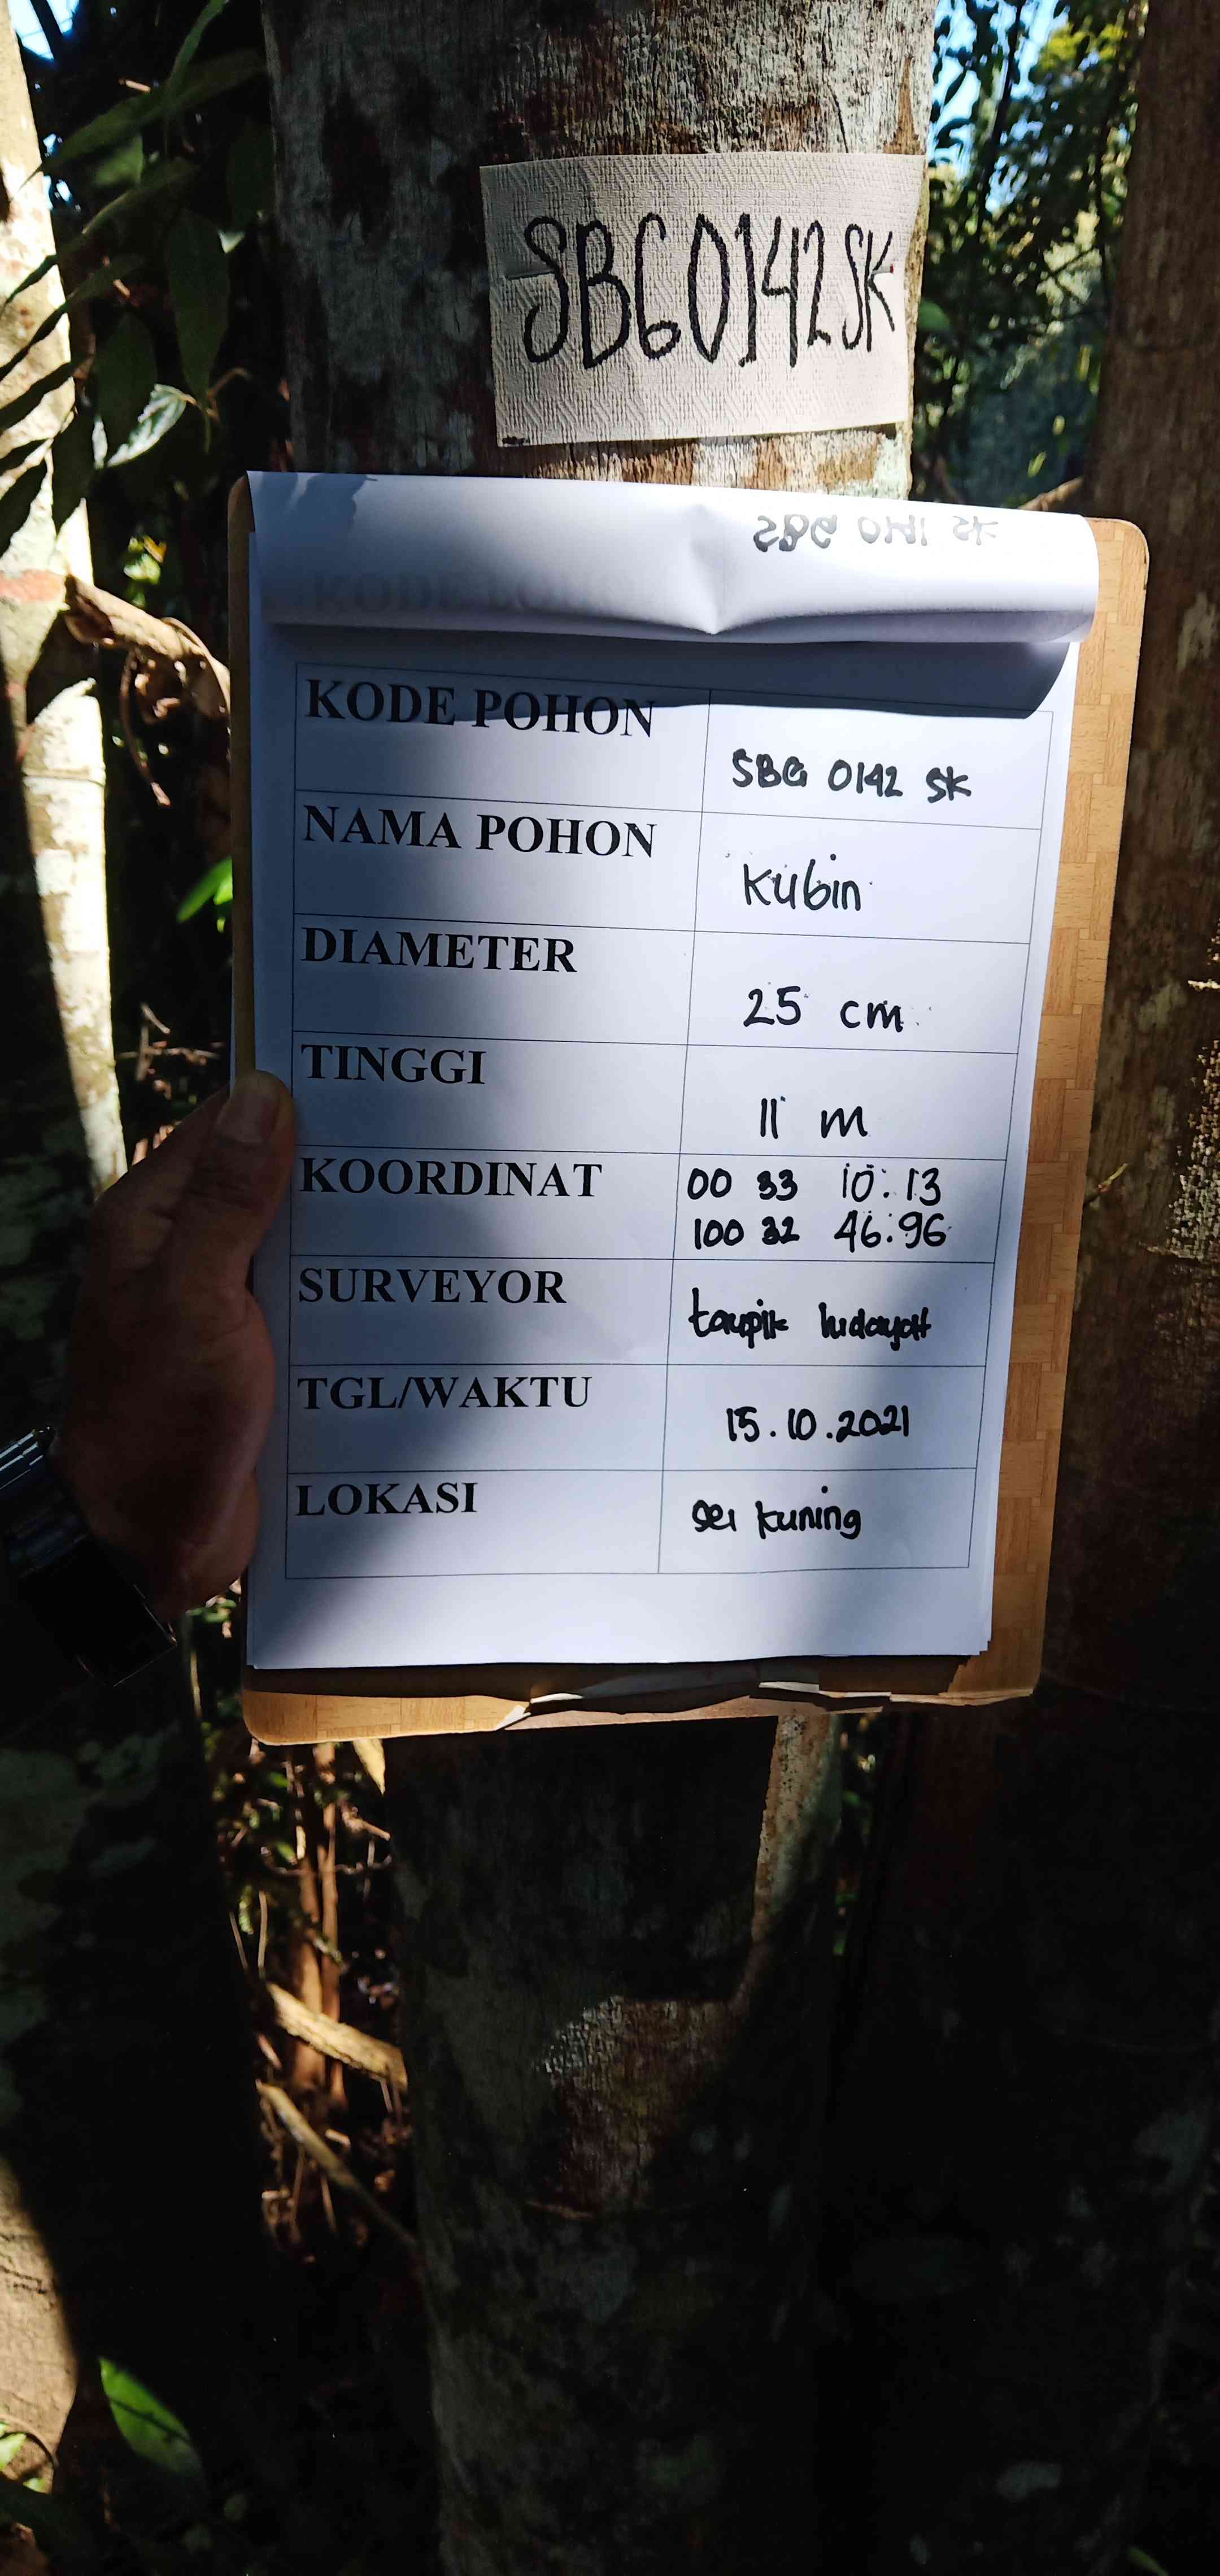 SBG0142SK
SBG 0141 SK
KODE POHON
SBG 0142 SK
NAMA POHON
Kubin
DIAMETER
25 cm
TINGGI
11 m
KOORDINAT
00 33 10.13
100 32 46.96
SURVEYOR
taupik hidayat
TGL/WAKTU
15.10.2021
LOKASI
sei kuning